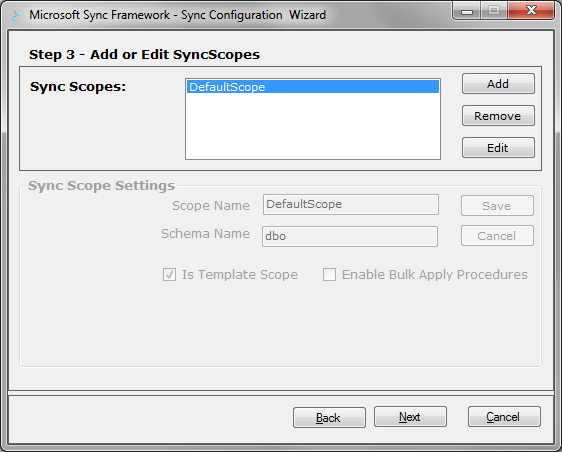 Microsoft Sync Framework - Sync Configuration  Wizard
Step 3 - Add or Edit SyncScopes
Sync Scopes:
DefaultScope
Add
Remove
Edit
Sync Scope Settings
Scope Name
DefaultScope
Save
Schema Name
dbo
Cancel
Is Template Scope
Enable Bulk Apply Procedures
Back
Next
Cancel